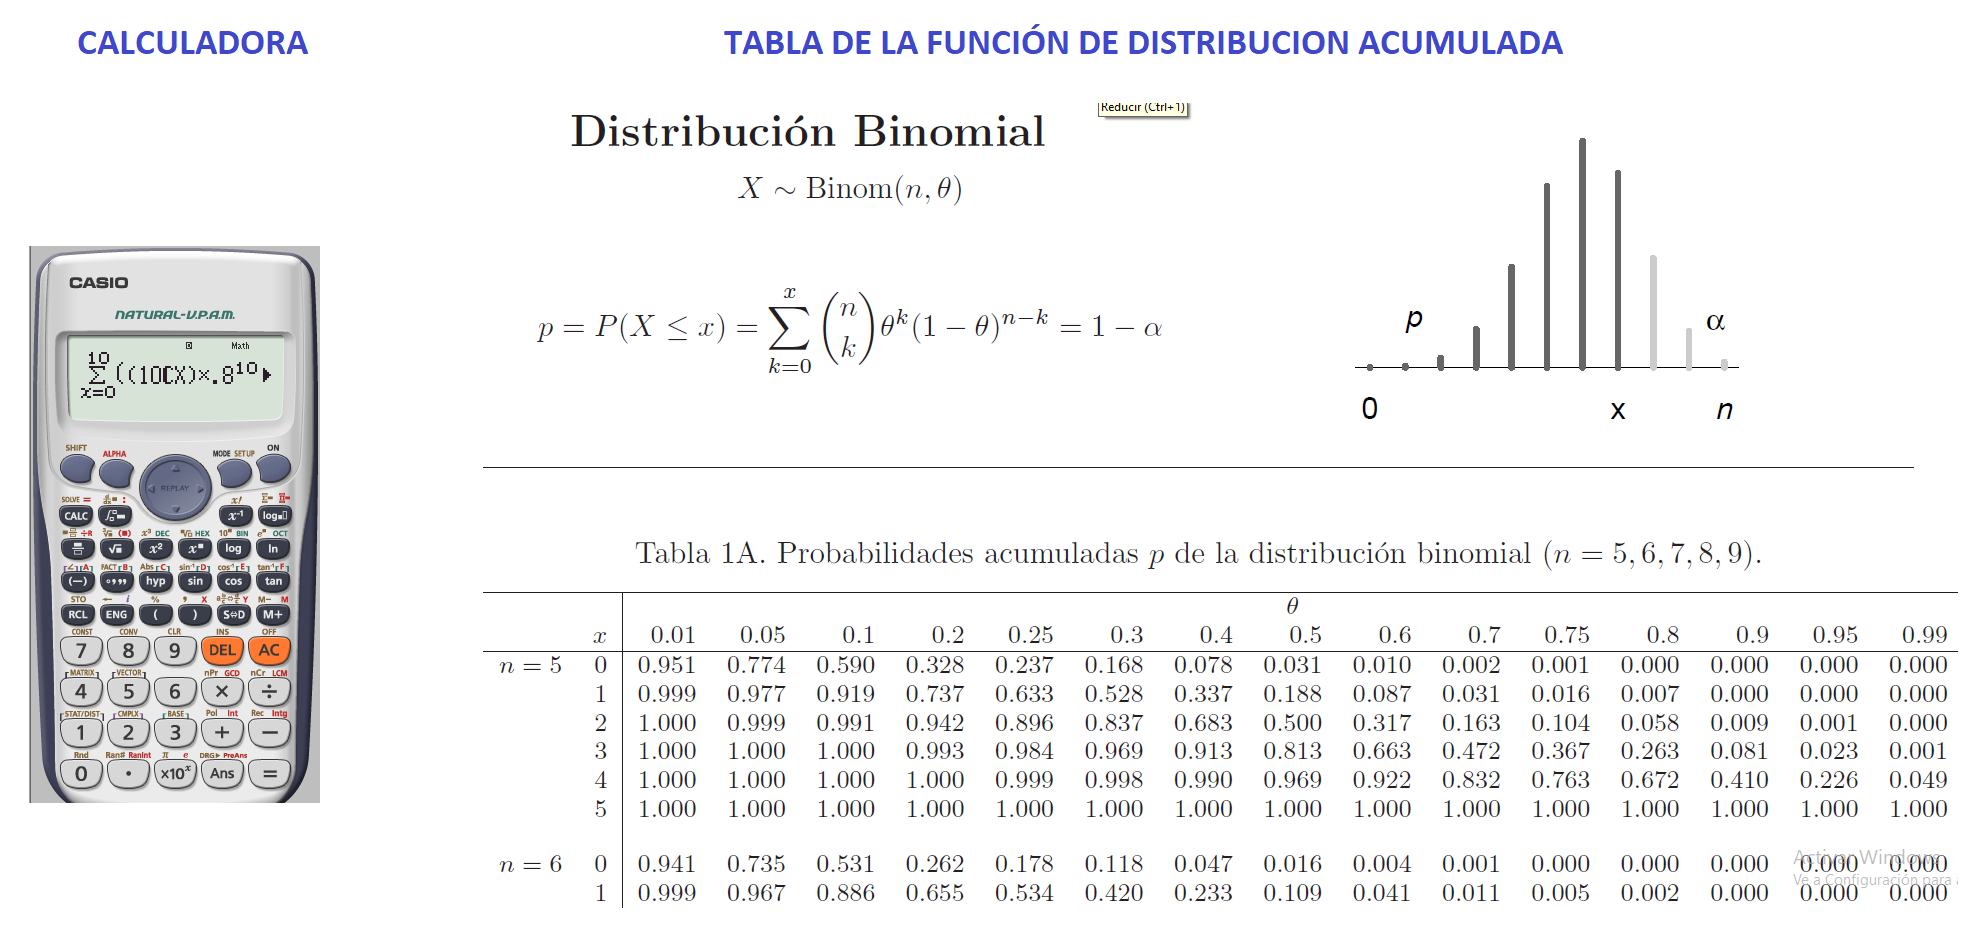 CALCULADORA
TABLA DE LA FUNCIÓN DE DISTRIBUCION ACUMULADA
Reducir (Ctrl+1)
Distribución Binomial
X ∼ Binom(n, θ)
p = P(X ≤ x) = ∑_{k=0}^{x} (n k) θ^k (1 − θ)^{n−k} = 1 − α
p α
0 x n
CASIO
NATURAL-V.P.A.M.
Math
10
Σ ((10CX)×.8^10
x=0
SHIFT ALPHA MODE SETUP ON
REPLAY
SOLVE = x!
CALC x⁻¹ log
x³ DEC HEX 10 BIN e OCT
x² log ln
FACT B Abs C sin⁻¹ D cos⁻¹ E tan⁻¹ F
(−) hyp sin cos tan
STO ← i % , X Y M− M
RCL ENG ( ) S⇔D M+
CONST CONV CLR INS OFF
7 8 9 DEL AC
MATRIX VECTOR nPr GCD nCr LCM
4 5 6 × ÷
STAT/DIST CMPLX BASE Pol Int Rec Intg
1 2 3 + −
Rnd Ran# RanInt π e DRG▸ PreAns
0 . ×10ˣ Ans =
Tabla 1A. Probabilidades acumuladas p de la distribución binomial (n = 5, 6, 7, 8, 9).
θ
x 0.01 0.05 0.1 0.2 0.25 0.3 0.4 0.5 0.6 0.7 0.75 0.8 0.9 0.95 0.99
n = 5 0 0.951 0.774 0.590 0.328 0.237 0.168 0.078 0.031 0.010 0.002 0.001 0.000 0.000 0.000 0.000
1 0.999 0.977 0.919 0.737 0.633 0.528 0.337 0.188 0.087 0.031 0.016 0.007 0.000 0.000 0.000
2 1.000 0.999 0.991 0.942 0.896 0.837 0.683 0.500 0.317 0.163 0.104 0.058 0.009 0.001 0.000
3 1.000 1.000 1.000 0.993 0.984 0.969 0.913 0.813 0.663 0.472 0.367 0.263 0.081 0.023 0.001
4 1.000 1.000 1.000 1.000 0.999 0.998 0.990 0.969 0.922 0.832 0.763 0.672 0.410 0.226 0.049
5 1.000 1.000 1.000 1.000 1.000 1.000 1.000 1.000 1.000 1.000 1.000 1.000 1.000 1.000 1.000
n = 6 0 0.941 0.735 0.531 0.262 0.178 0.118 0.047 0.016 0.004 0.001 0.000 0.000 0.000 0.000 0.000
1 0.999 0.967 0.886 0.655 0.534 0.420 0.233 0.109 0.041 0.011 0.005 0.002 0.000 0.000 0.000
Activar Windows
Ve a Configuración para